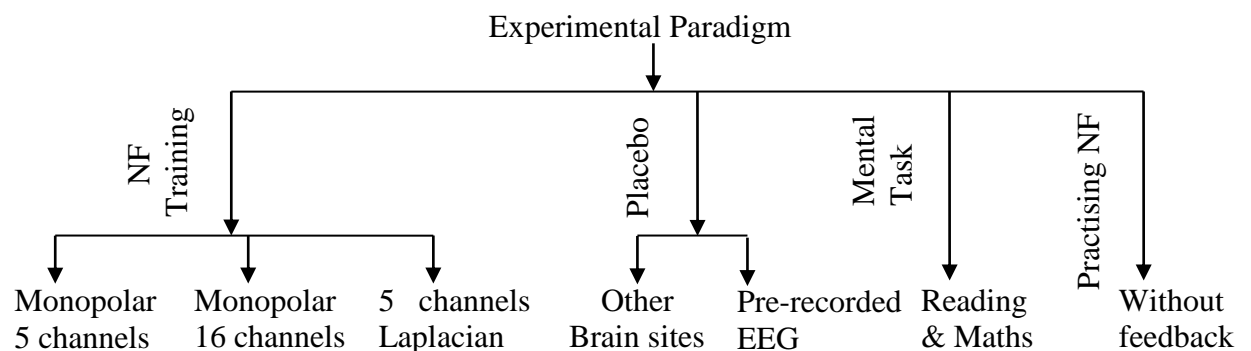 Experimental Paradigm
NF
Training
Placebo
Mental
Task
Practising NF
Monopolar
5 channels
Monopolar
16 channels
5 channels
Laplacian
Other
Brain sites
Pre-recorded
EEG
Reading
& Maths
Without
feedback